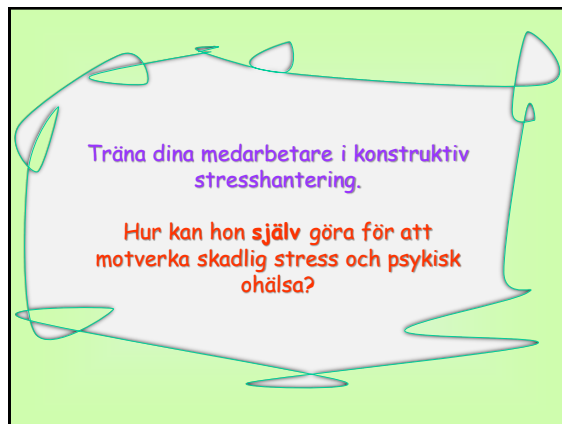 Träna dina medarbetare i konstruktiv
stresshantering.
Hur kan hon själv göra för att
motverka skadlig stress och psykisk
ohälsa?